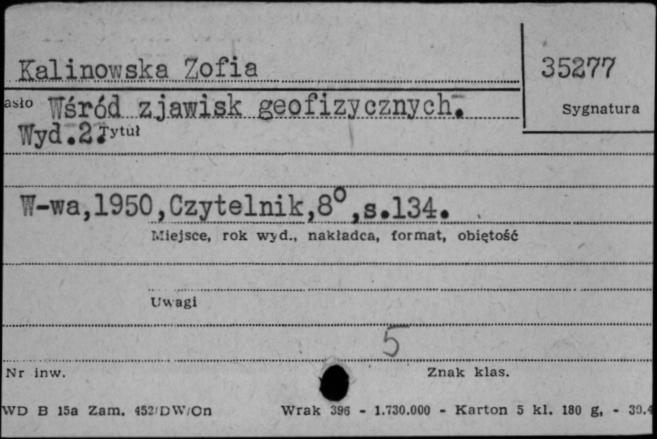 Kalinowska Zofia
35277
asło Wśród zjawisk geofizycznych.
Sygnatura
Wyd.2. Tytuł
W-wa,1950,Czytelnik,8°,s.134.
Miejsce, rok wyd., nakładca, format, objętość
Uwagi
5
Nr inw.
Znak klas.
WD B 15a Zam. 452/DW/On Wrak 396 - 1.730.000 - Karton 5 kl. 180 g, - 30.4